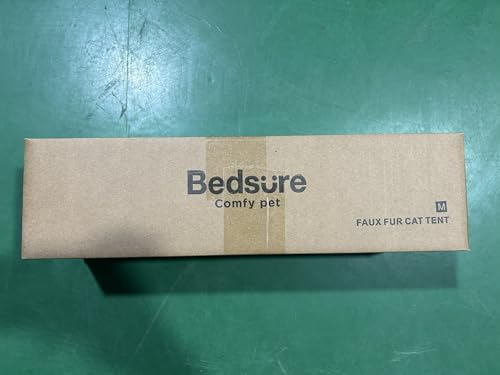 Bedsure
Comfy pet
M
FAUX FUR CAT TENT